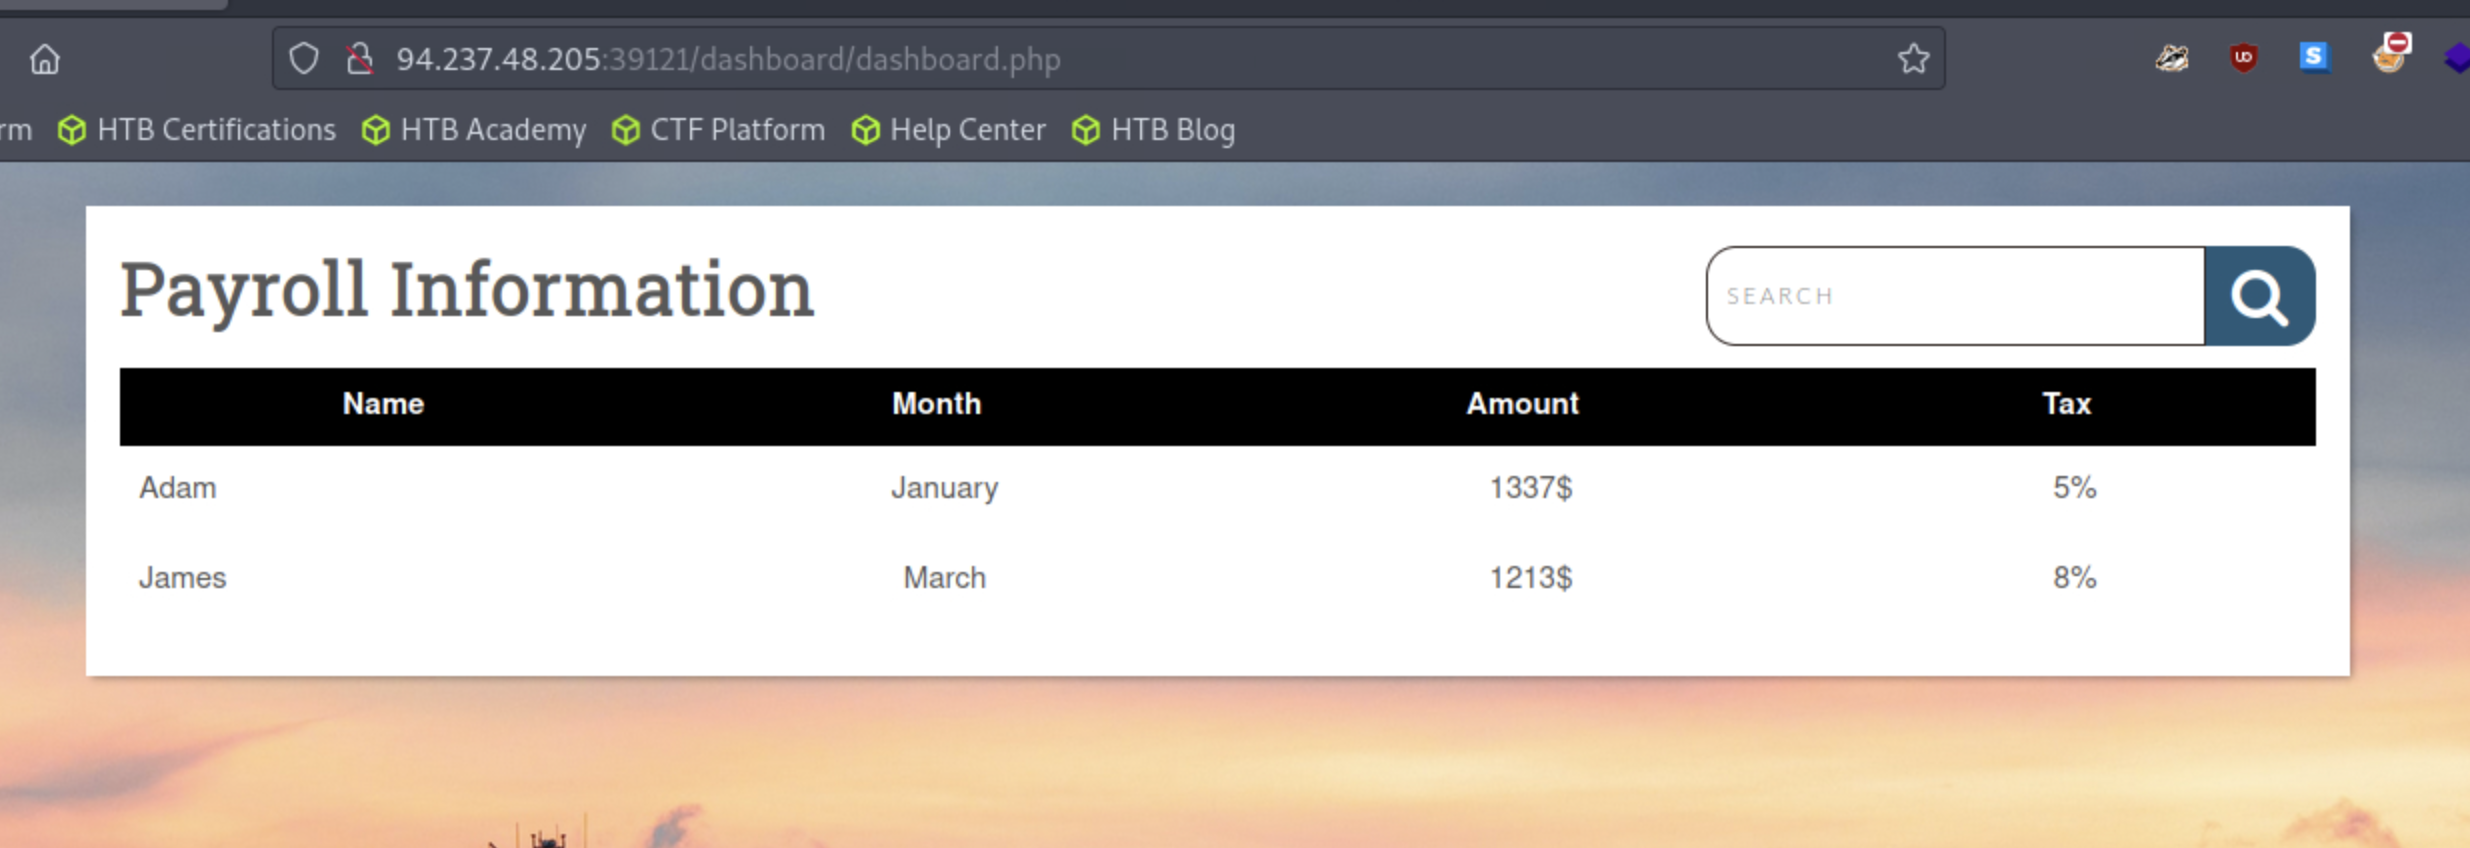 94.237.48.205:39121/dashboard/dashboard.php
rm HTB Certifications HTB Academy CTF Platform Help Center HTB Blog
Payroll Information
SEARCH
Name Month Amount Tax
Adam January 1337$ 5%
James March 1213$ 8%